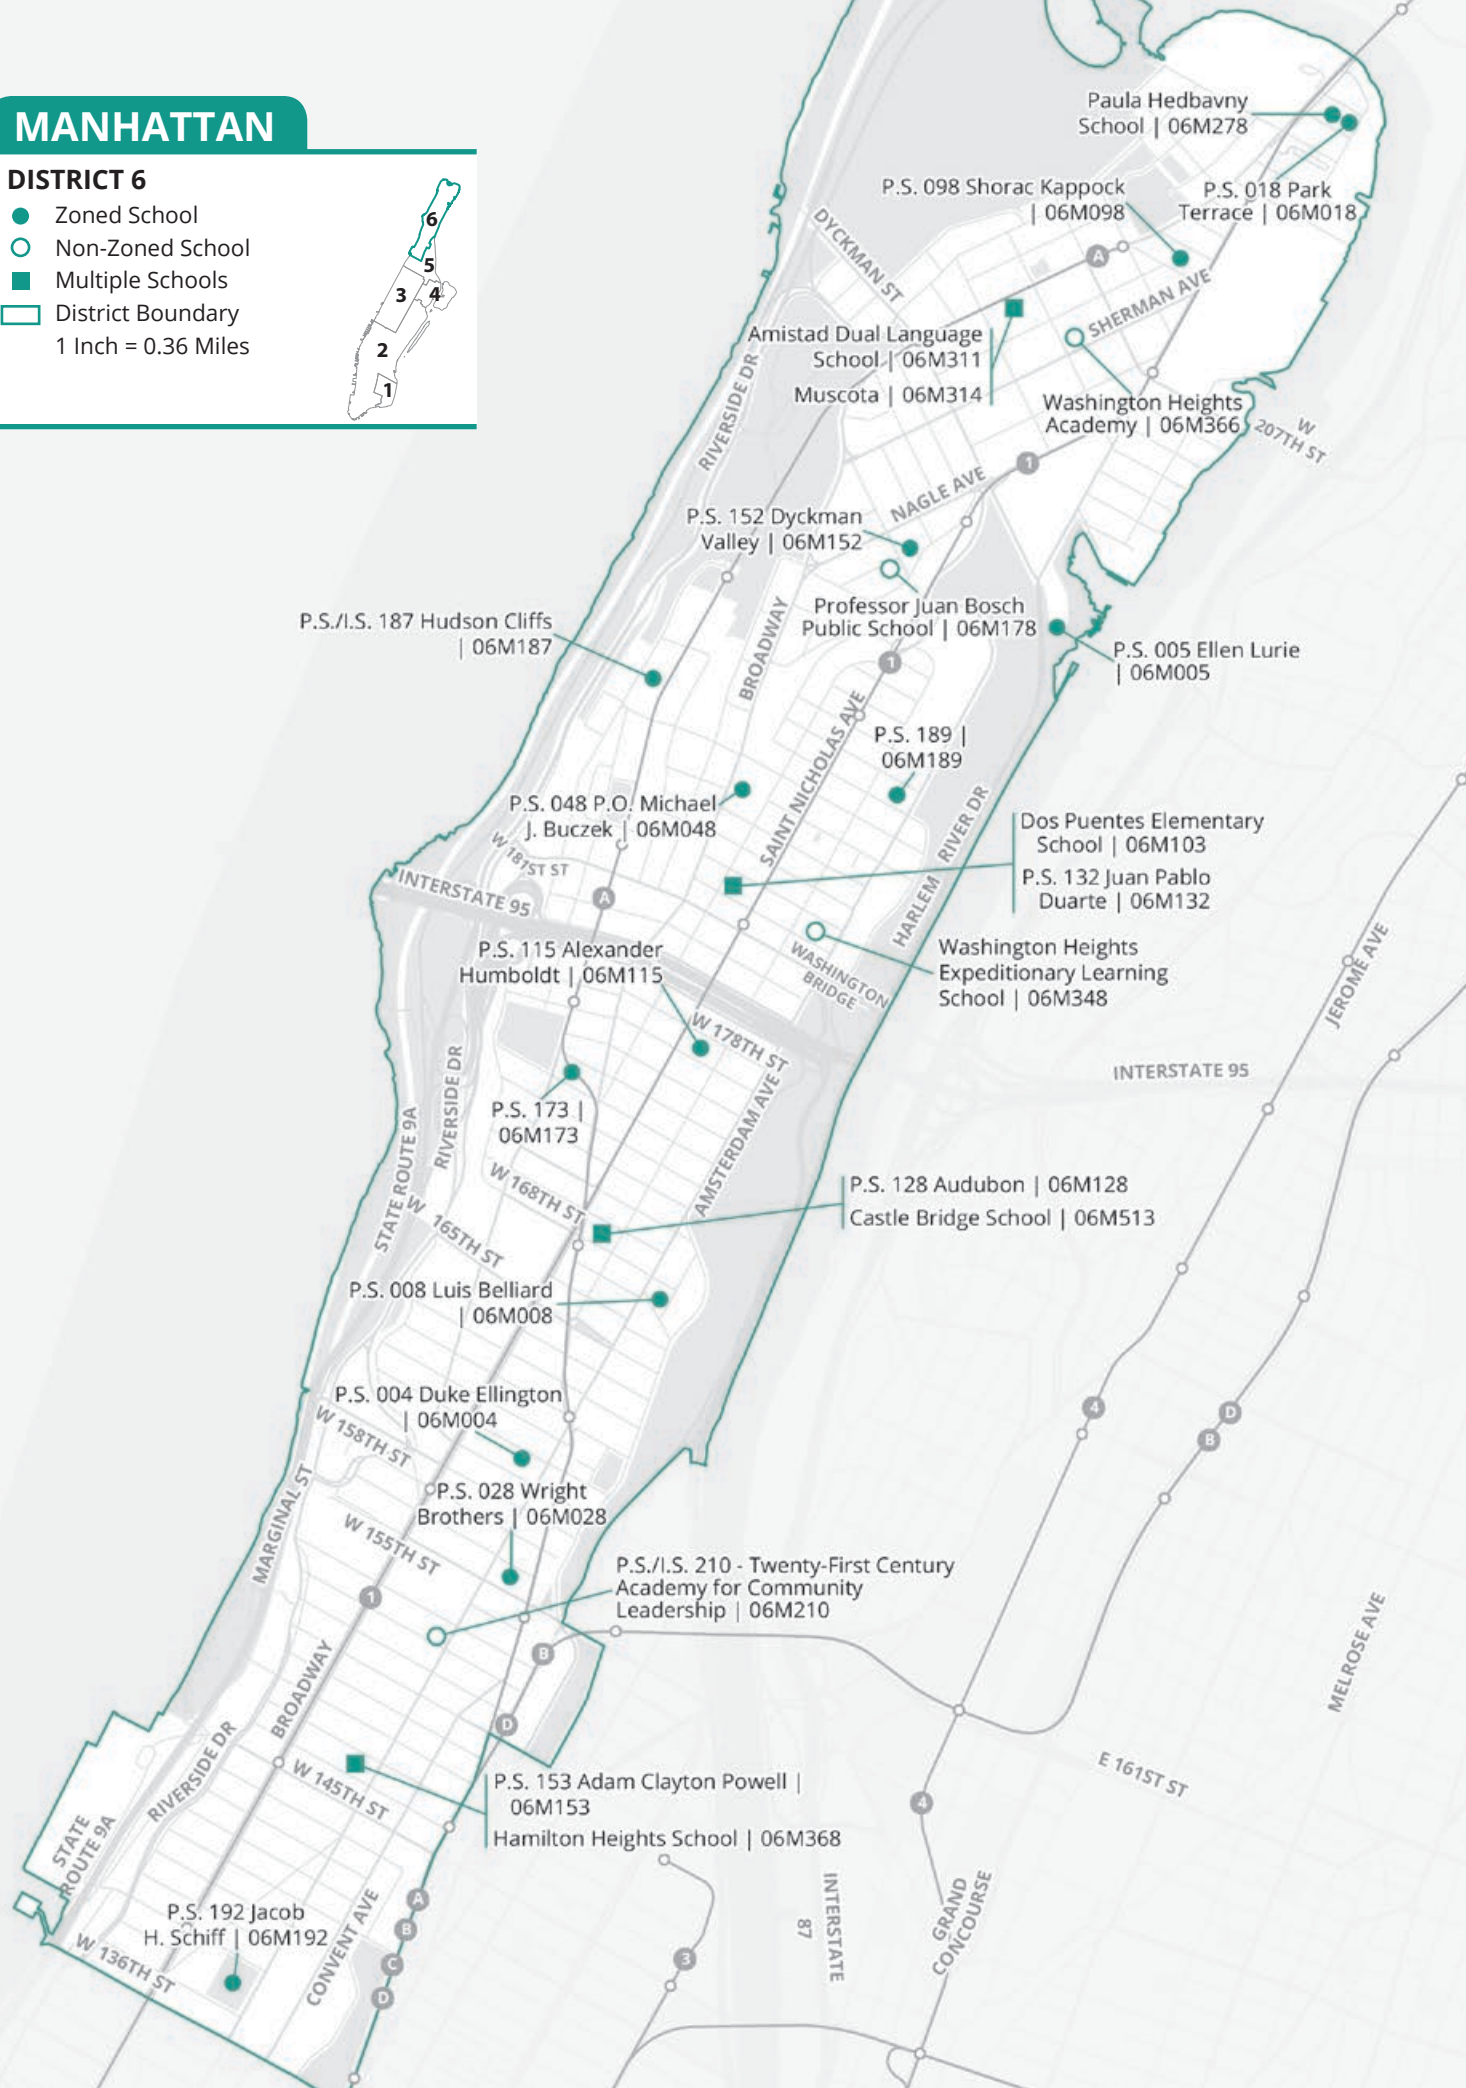 MANHATTAN
DISTRICT 6
Zoned School
Non-Zoned School
Multiple Schools
District Boundary
1 Inch = 0.36 Miles
6
5
3
4
2
1
Paula Hedbavny
School | 06M278
P.S. 098 Shorac Kappock
| 06M098
P.S. 018 Park
Terrace | 06M018
DYCKMAN ST
A
SHERMAN AVE
Amistad Dual Language
School | 06M311
Muscota | 06M314
RIVERSIDE DR
Washington Heights
Academy | 06M366
W
207TH ST
1
NAGLE AVE
P.S. 152 Dyckman
Valley | 06M152
Professor Juan Bosch
Public School | 06M178
P.S./I.S. 187 Hudson Cliffs
| 06M187
BROADWAY
1
P.S. 005 Ellen Lurie
| 06M005
SAINT NICHOLAS AVE
P.S. 189 |
06M189
P.S. 048 P.O. Michael
J. Buczek | 06M048
HARLEM RIVER DR
Dos Puentes Elementary
School | 06M103
P.S. 132 Juan Pablo
Duarte | 06M132
W 181ST ST
INTERSTATE 95
A
P.S. 115 Alexander
Humboldt | 06M115
WASHINGTON
BRIDGE
Washington Heights
Expeditionary Learning
School | 06M348
JEROME AVE
W 178TH ST
INTERSTATE 95
RIVERSIDE DR
P.S. 173 |
06M173
STATE ROUTE 9A
AMSTERDAM AVE
W 168TH ST
P.S. 128 Audubon | 06M128
Castle Bridge School | 06M513
W 165TH ST
P.S. 008 Luis Belliard
| 06M008
P.S. 004 Duke Ellington
| 06M004
W 158TH ST
4
D
B
MARGINAL ST
P.S. 028 Wright
Brothers | 06M028
W 155TH ST
P.S./I.S. 210 - Twenty-First Century
Academy for Community
Leadership | 06M210
1
B
BROADWAY
MELROSE AVE
D
RIVERSIDE DR
W 145TH ST
P.S. 153 Adam Clayton Powell |
06M153
Hamilton Heights School | 06M368
E 161ST ST
4
STATE
ROUTE 9A
P.S. 192 Jacob
H. Schiff | 06M192
CONVENT AVE
A
B
C
D
W 136TH ST
3
INTERSTATE
87
GRAND
CONCOURSE